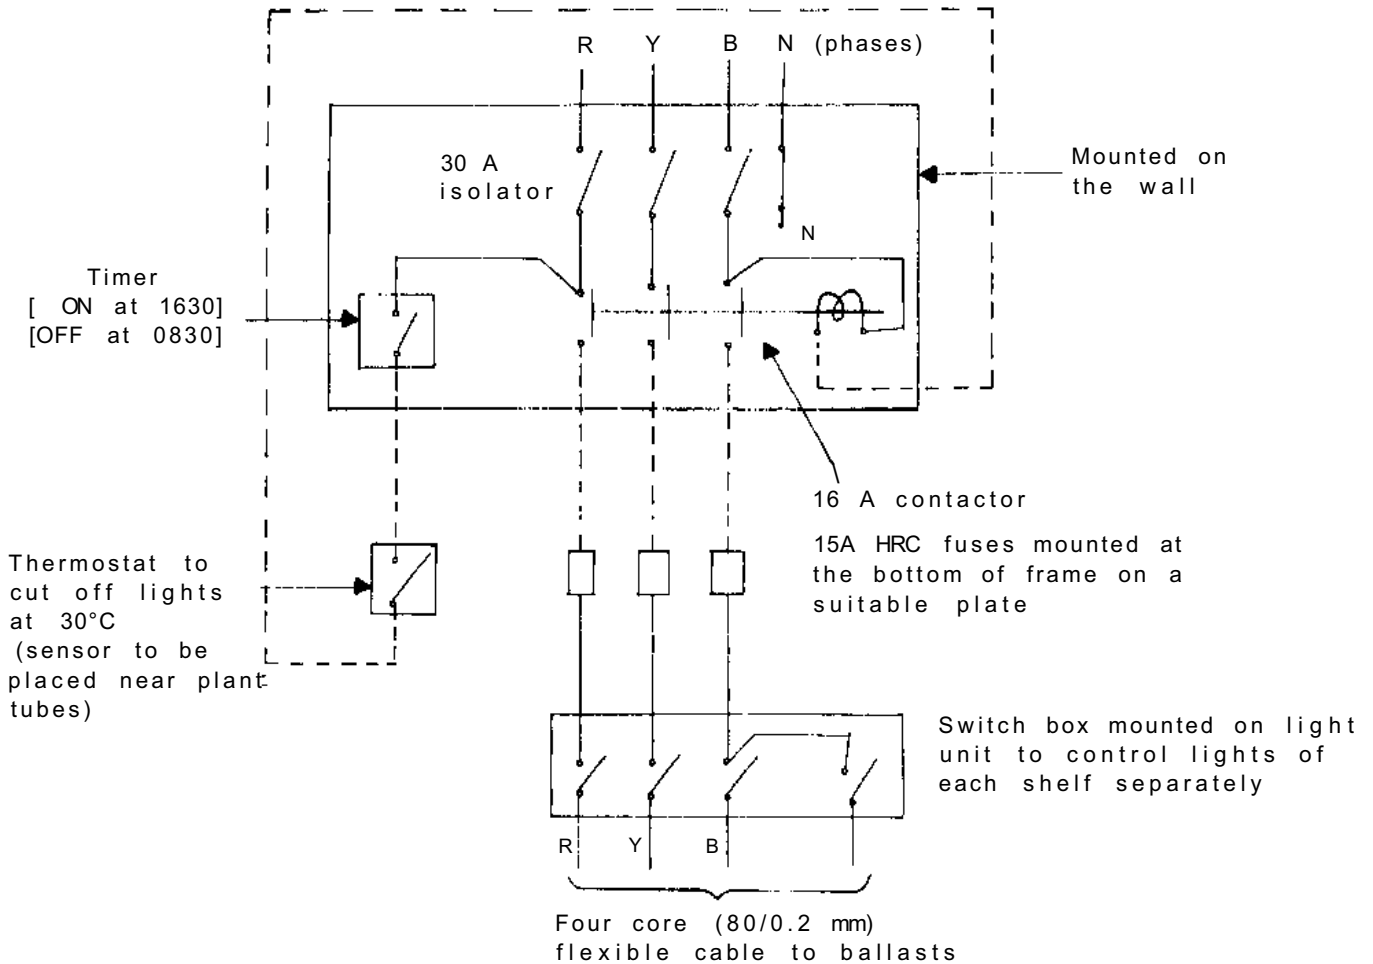 R Y B N (phases)
30 A
isolator
Mounted on
the wall
N
Timer
[ ON at 1630]
[OFF at 0830]
16 A contactor
15A HRC fuses mounted at
the bottom of frame on a
suitable plate
Thermostat to
cut off lights
at 30°C
(sensor to be
placed near plant
tubes)
Switch box mounted on light
unit to control lights of
each shelf separately
R Y B
Four core (80/0.2 mm)
flexible cable to ballasts